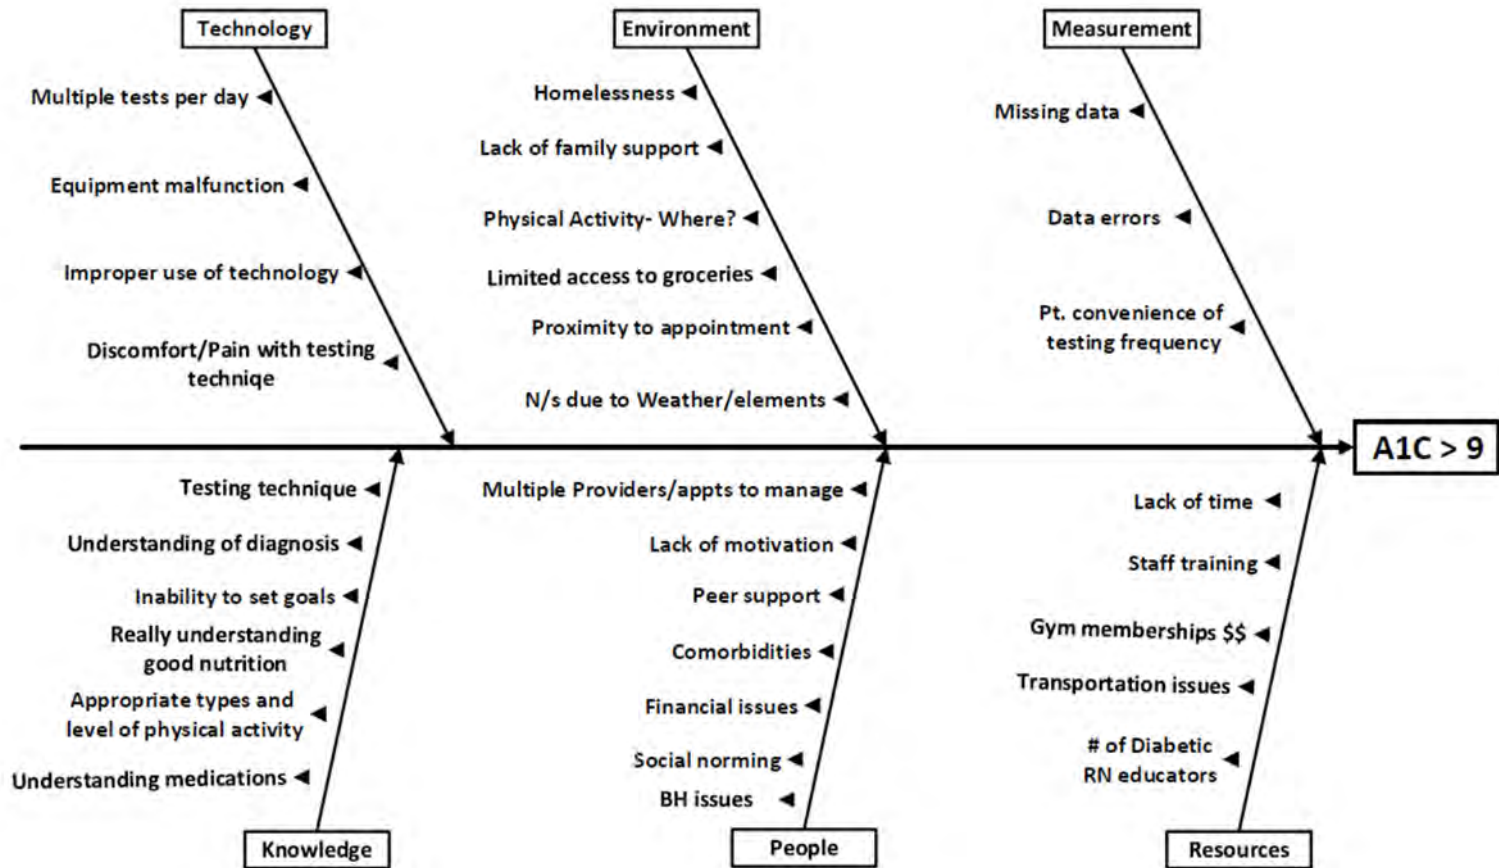 Technology
Multiple tests per day
Equipment malfunction
Improper use of technology
Discomfort/Pain with testing
techniqe
Environment
Homelessness
Lack of family support
Physical Activity- Where?
Limited access to groceries
Proximity to appointment
N/s due to Weather/elements
Measurement
Missing data
Data errors
Pt. convenience of
testing frequency
A1C > 9
Testing technique
Understanding of diagnosis
Inability to set goals
Really understanding
good nutrition
Appropriate types and
level of physical activity
Understanding medications
Knowledge
Multiple Providers/appts to manage
Lack of motivation
Peer support
Comorbidities
Financial issues
Social norming
BH issues
People
Lack of time
Staff training
Gym memberships $$
Transportation issues
# of Diabetic
RN educators
Resources